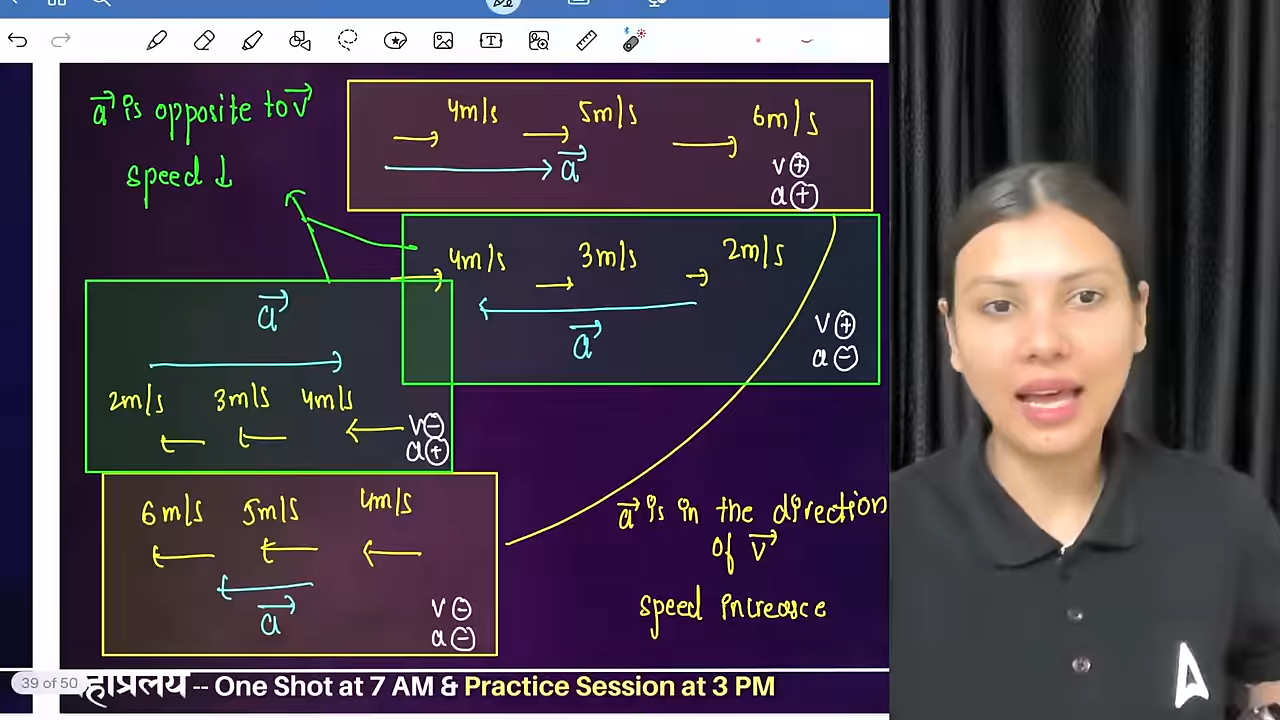 a⃗ is opposite to v⃗
speed ↓
4m/s 5m/s 6m/s
a⃗
v⊕
a⊕
4m/s 3m/s 2m/s
a⃗
v⊕
a⊖
a⃗
2m/s 3m/s 4m/s
v⊖
a⊕
6m/s 5m/s 4m/s
a⃗
v⊖
a⊖
a⃗ is in the direction
of v⃗
speed increase
39 of 50
-- One Shot at 7 AM & Practice Session at 3 PM